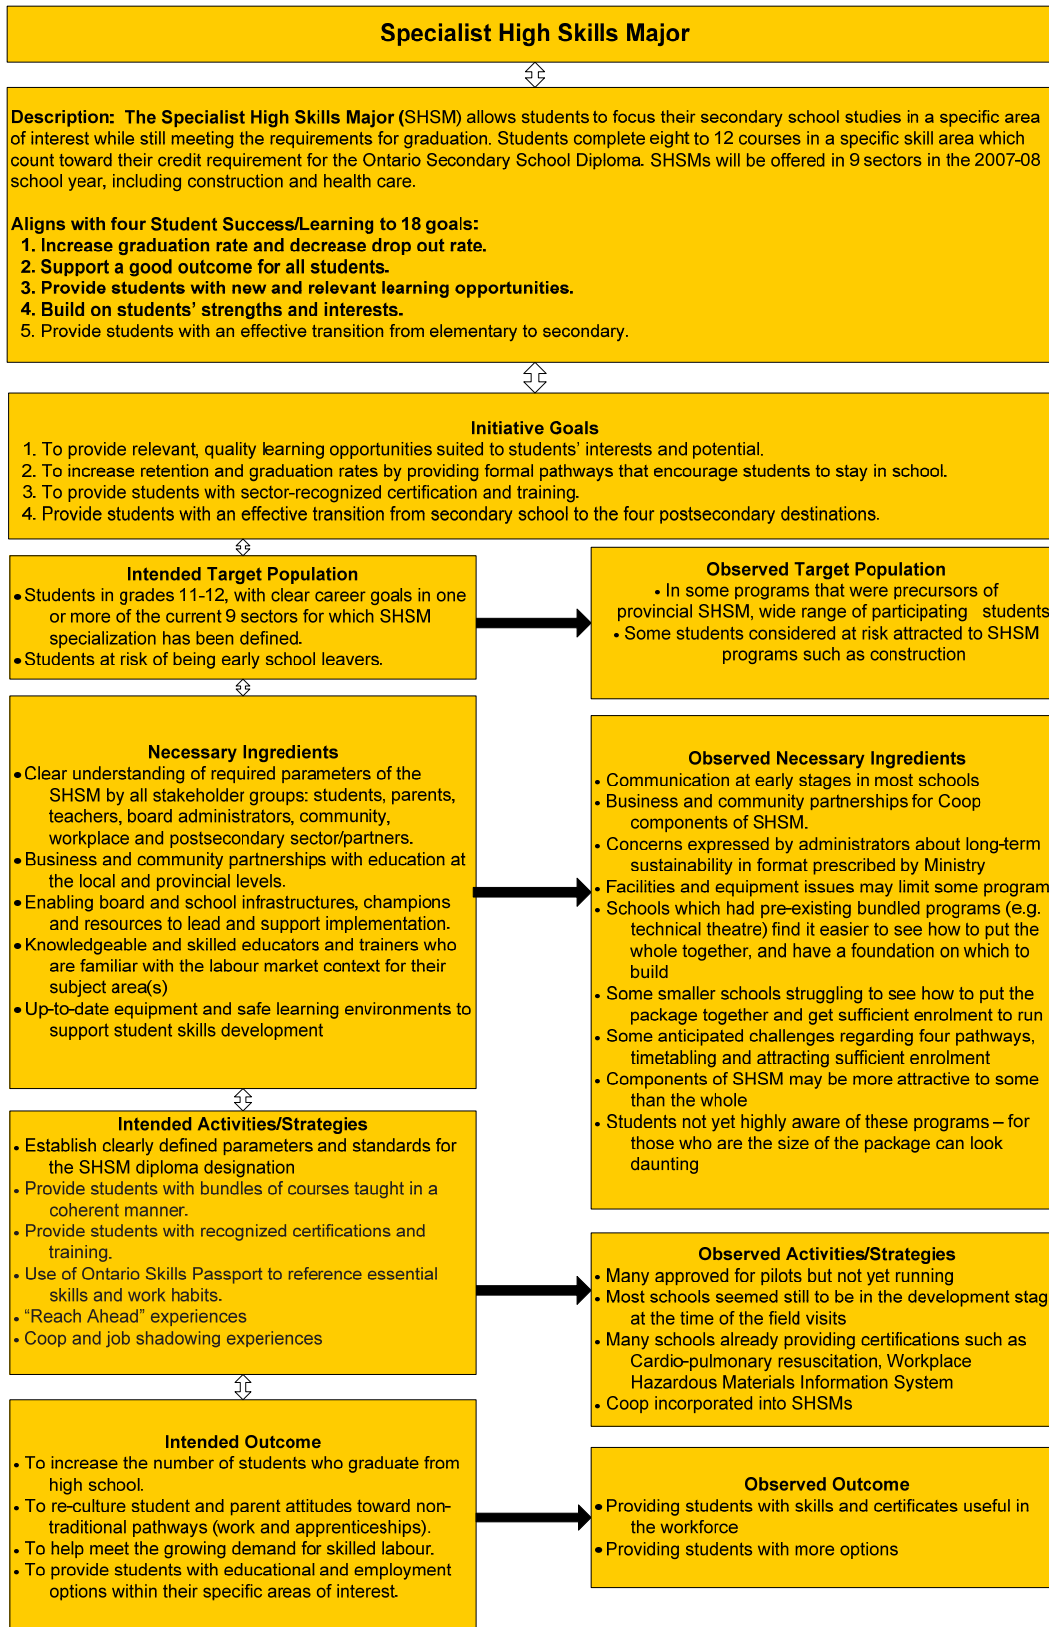 Specialist High Skills Major
Description: The Specialist High Skills Major (SHSM) allows students to focus their secondary school studies in a specific area
of interest while still meeting the requirements for graduation. Students complete eight to 12 courses in a specific skill area which
count toward their credit requirement for the Ontario Secondary School Diploma. SHSMs will be offered in 9 sectors in the 2007-08
school year, including construction and health care.
Aligns with four Student Success/Learning to 18 goals:
1. Increase graduation rate and decrease drop out rate.
2. Support a good outcome for all students.
3. Provide students with new and relevant learning opportunities.
4. Build on students' strengths and interests.
5. Provide students with an effective transition from elementary to secondary.
Initiative Goals
1. To provide relevant, quality learning opportunities suited to students' interests and potential.
2. To increase retention and graduation rates by providing formal pathways that encourage students to stay in school.
3. To provide students with sector-recognized certification and training.
4. Provide students with an effective transition from secondary school to the four postsecondary destinations.
Intended Target Population
• Students in grades 11-12, with clear career goals in one
or more of the current 9 sectors for which SHSM
specialization has been defined.
• Students at risk of being early school leavers.
Observed Target Population
• In some programs that were precursors of
provincial SHSM, wide range of participating students
• Some students considered at risk attracted to SHSM
programs such as construction
Necessary Ingredients
• Clear understanding of required parameters of the
SHSM by all stakeholder groups: students, parents,
teachers, board administrators, community,
workplace and postsecondary sector/partners.
• Business and community partnerships with education at
the local and provincial levels.
• Enabling board and school infrastructures, champions
and resources to lead and support implementation.
• Knowledgeable and skilled educators and trainers who
are familiar with the labour market context for their
subject area(s)
• Up-to-date equipment and safe learning environments to
support student skills development
Observed Necessary Ingredients
• Communication at early stages in most schools
• Business and community partnerships for Coop
components of SHSM.
• Concerns expressed by administrators about long-term
sustainability in format prescribed by Ministry
• Facilities and equipment issues may limit some program
• Schools which had pre-existing bundled programs (e.g.
technical theatre) find it easier to see how to put the
whole together, and have a foundation on which to
build
• Some smaller schools struggling to see how to put the
package together and get sufficient enrolment to run
• Some anticipated challenges regarding four pathways,
timetabling and attracting sufficient enrolment
• Components of SHSM may be more attractive to some
than the whole
• Students not yet highly aware of these programs – for
those who are the size of the package can look
daunting
Intended Activities/Strategies
• Establish clearly defined parameters and standards for
the SHSM diploma designation
• Provide students with bundles of courses taught in a
coherent manner.
• Provide students with recognized certifications and
training.
• Use of Ontario Skills Passport to reference essential
skills and work habits.
• "Reach Ahead" experiences
• Coop and job shadowing experiences
Observed Activities/Strategies
• Many approved for pilots but not yet running
• Most schools seemed still to be in the development stag
at the time of the field visits
• Many schools already providing certifications such as
Cardio-pulmonary resuscitation, Workplace
Hazardous Materials Information System
• Coop incorporated into SHSMs
Intended Outcome
• To increase the number of students who graduate from
high school.
• To re-culture student and parent attitudes toward non-
traditional pathways (work and apprenticeships).
• To help meet the growing demand for skilled labour.
• To provide students with educational and employment
options within their specific areas of interest.
Observed Outcome
• Providing students with skills and certificates useful in
the workforce
• Providing students with more options